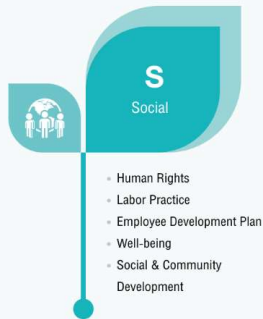 S
Social
Human Rights
Labor Practice
Employee Development Plan
Well-being
Social & Community
Development